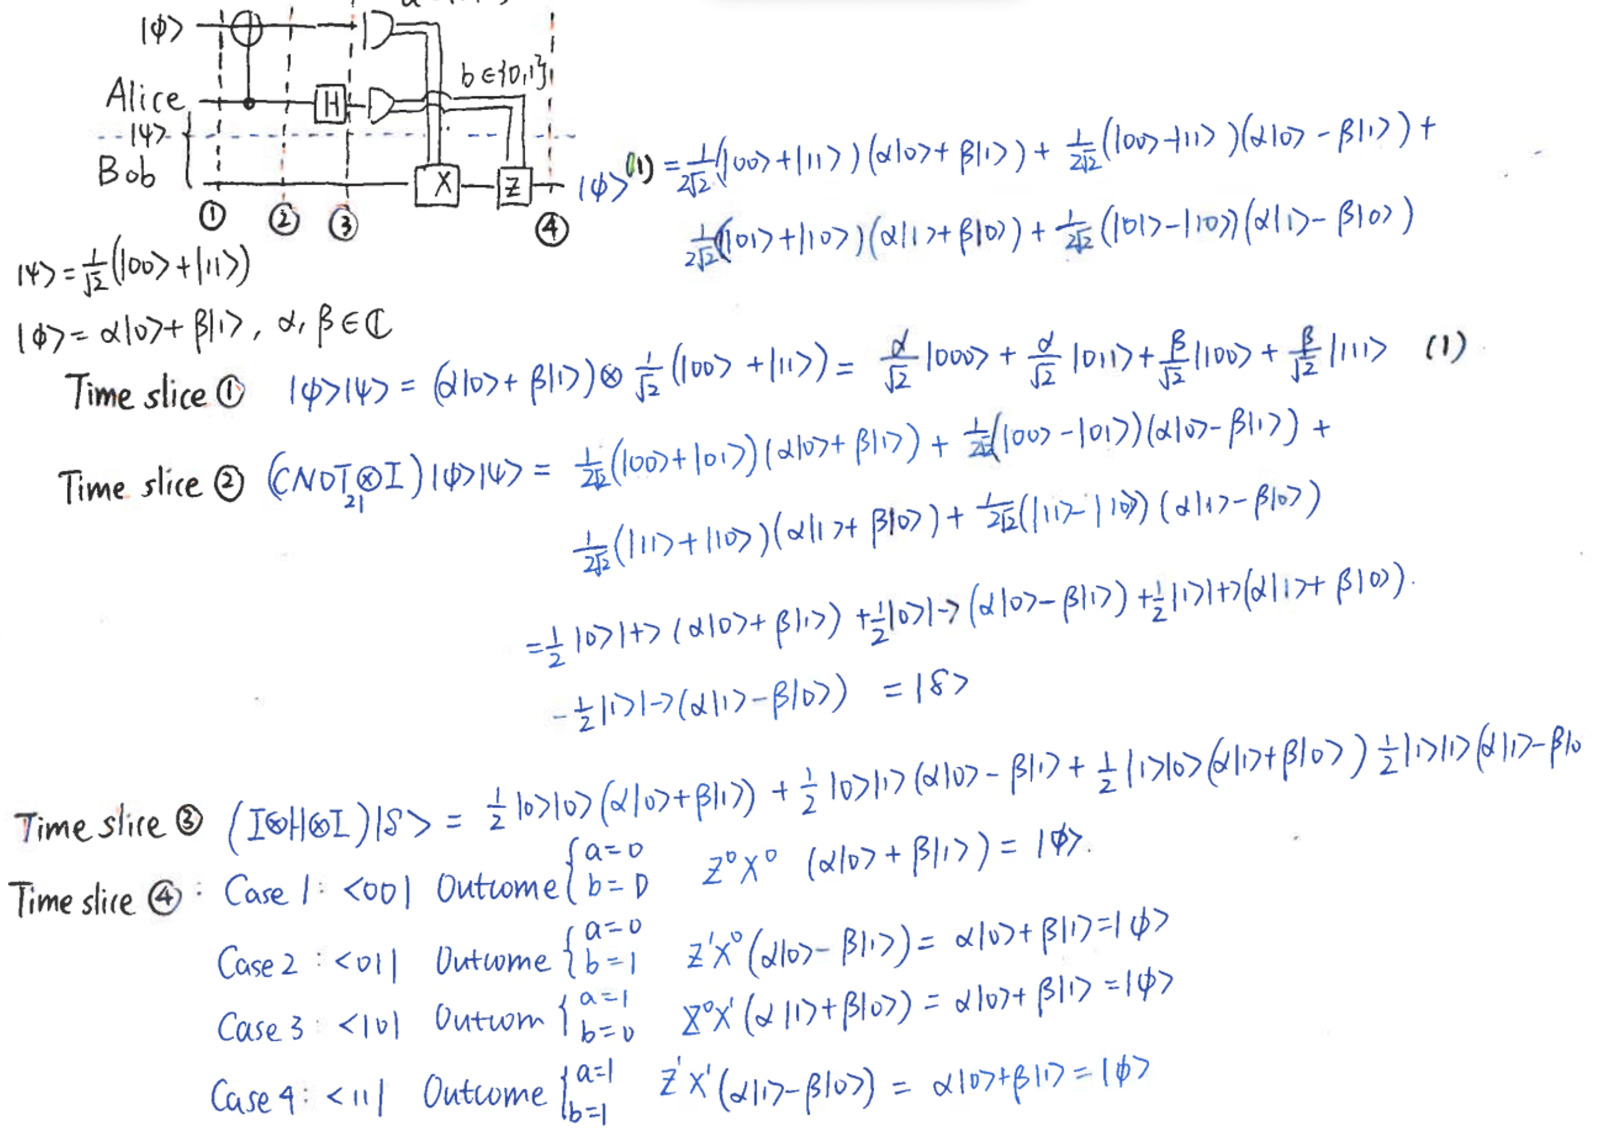 |ϕ⟩
Alice
H
b∈{0,1}
|ψ⟩
Bob
X
Z
|ϕ⟩
① ② ③ ④
(1) = 1/2√2 (|00⟩+|11⟩)(α|0⟩+β|1⟩) + 1/2√2 (|00⟩-|11⟩)(α|0⟩-β|1⟩) +
1/2√2 (|01⟩+|10⟩)(α|1⟩+β|0⟩) + 1/2√2 (|01⟩-|10⟩)(α|1⟩-β|0⟩)
|ψ⟩ = 1/√2 (|00⟩+|11⟩)
|ϕ⟩ = α|0⟩+β|1⟩, α, β ∈ ℂ
Time slice ① |ϕ⟩|ψ⟩ = (α|0⟩+β|1⟩)⊗ 1/√2 (|00⟩+|11⟩) = α/√2 |000⟩ + α/√2 |011⟩ + β/√2 |100⟩ + β/√2 |111⟩ (1)
Time slice ② (CNOT₂₁⊗I)|ϕ⟩|ψ⟩ = 1/2√2 (|00⟩+|01⟩)(α|0⟩+β|1⟩) + 1/2√2 (|00⟩-|01⟩)(α|0⟩-β|1⟩) +
1/2√2 (|11⟩+|10⟩)(α|1⟩+β|0⟩) + 1/2√2 (|11⟩-|10⟩)(α|1⟩-β|0⟩)
= 1/2 |0⟩|+⟩(α|0⟩+β|1⟩) + 1/2 |0⟩|-⟩(α|0⟩-β|1⟩) + 1/2 |1⟩|+⟩(α|1⟩+β|0⟩).
- 1/2 |1⟩|-⟩(α|1⟩-β|0⟩) = |δ⟩
Time slice ③ (I⊗H⊗I)|δ⟩ = 1/2 |0⟩|0⟩(α|0⟩+β|1⟩) + 1/2 |0⟩|1⟩(α|0⟩-β|1⟩ + 1/2 |1⟩|0⟩(α|1⟩+β|0⟩) 1/2 |1⟩|1⟩(α|1⟩-β|0
Time slice ④: Case 1: ⟨00| Outcome { a=0 b=0 Z⁰X⁰ (α|0⟩+β|1⟩) = |ϕ⟩.
Case 2: ⟨01| Outcome { a=0 b=1 Z¹X⁰(α|0⟩-β|1⟩) = α|0⟩+β|1⟩=|ϕ⟩
Case 3: ⟨10| Outcom { a=1 b=0 Z⁰X¹(α|1⟩+β|0⟩) = α|0⟩+β|1⟩=|ϕ⟩
Case 4: ⟨11| Outcome { a=1 b=1 Z¹X¹(α|1⟩-β|0⟩) = α|0⟩+β|1⟩=|ϕ⟩